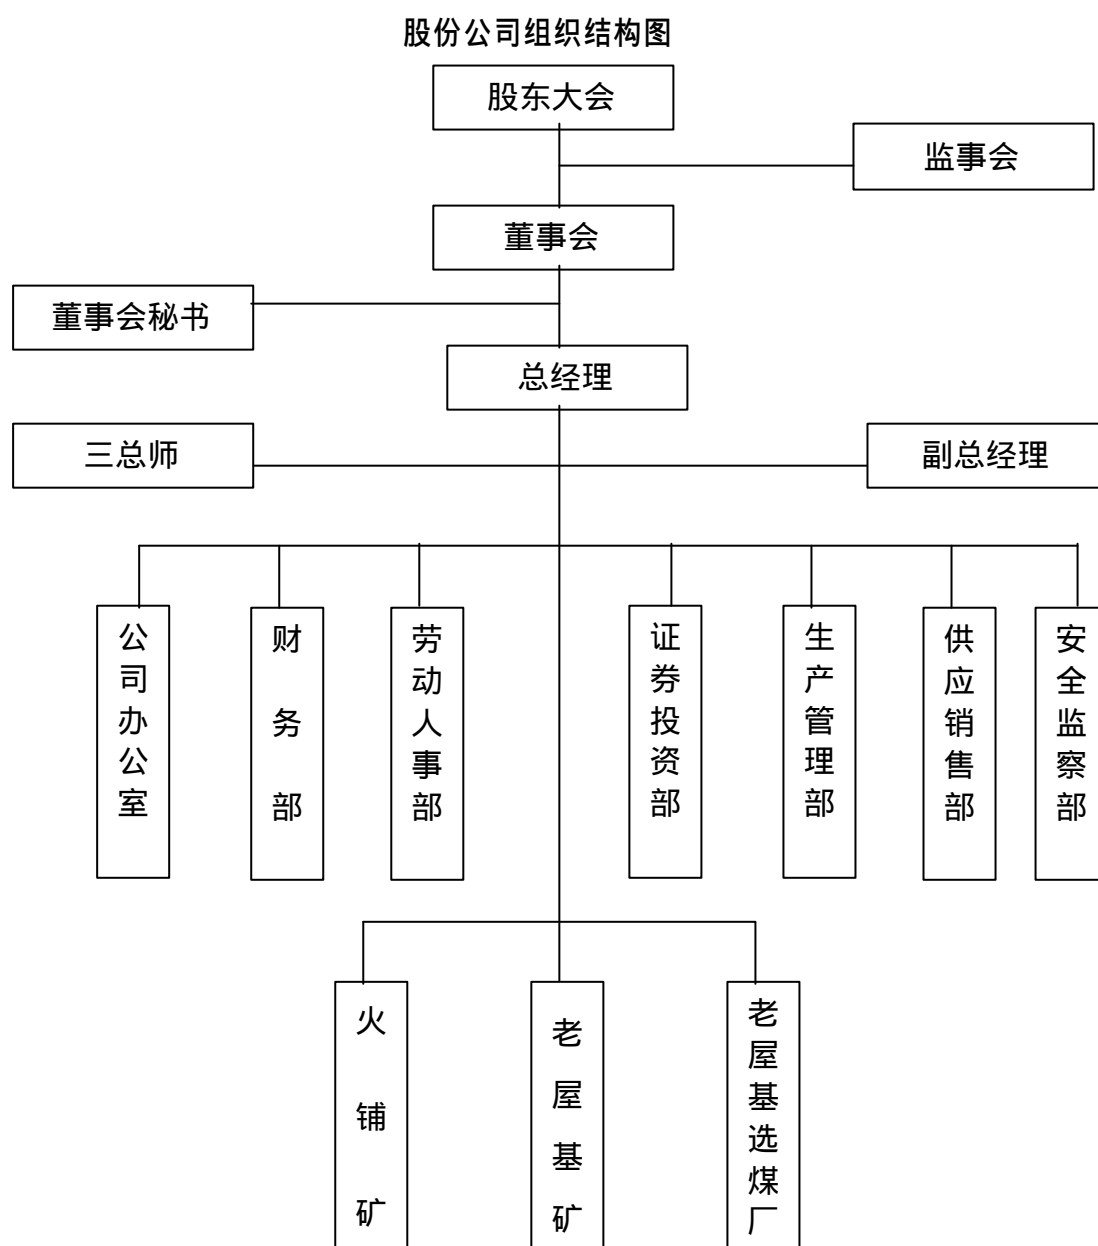 股份公司组织结构图
股东大会
监事会
董事会
董事会秘书
总经理
三总师
副总经理
公司办公室
财务部
劳动人事部
证券投资部
生产管理部
供应销售部
安全监察部
火铺矿
老屋基矿
老屋基选煤厂